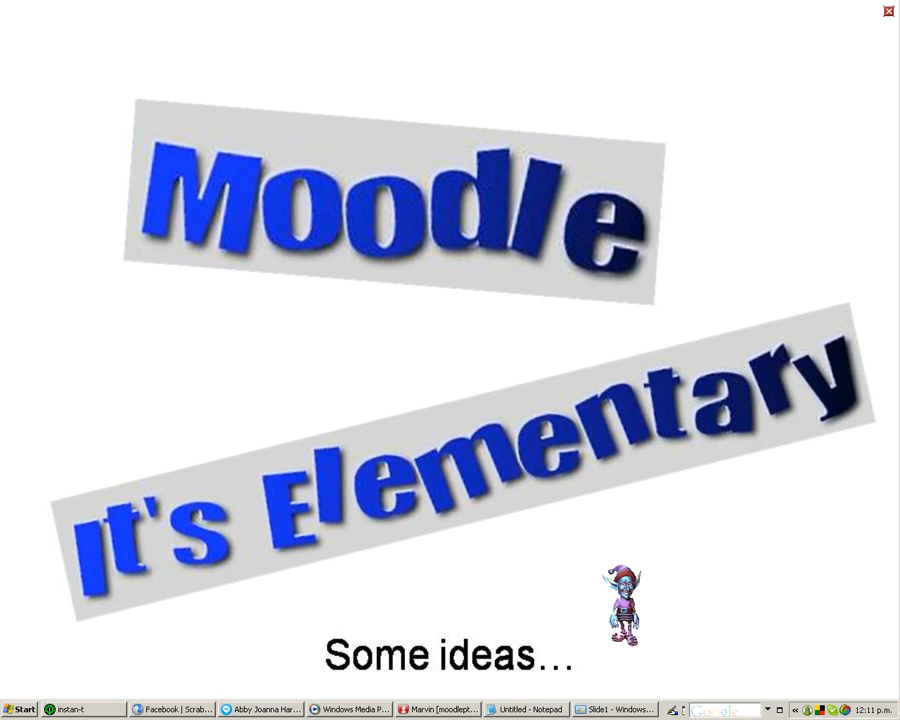 Moodle
It's Elementary
Some ideas...
Start
instan-t
Facebook | Scrab...
Abby Joanna Har...
Windows Media P...
Marvin [moodlept...
Untitled - Notepad
Slide1 - Windows...
Google
12:11 p.m.